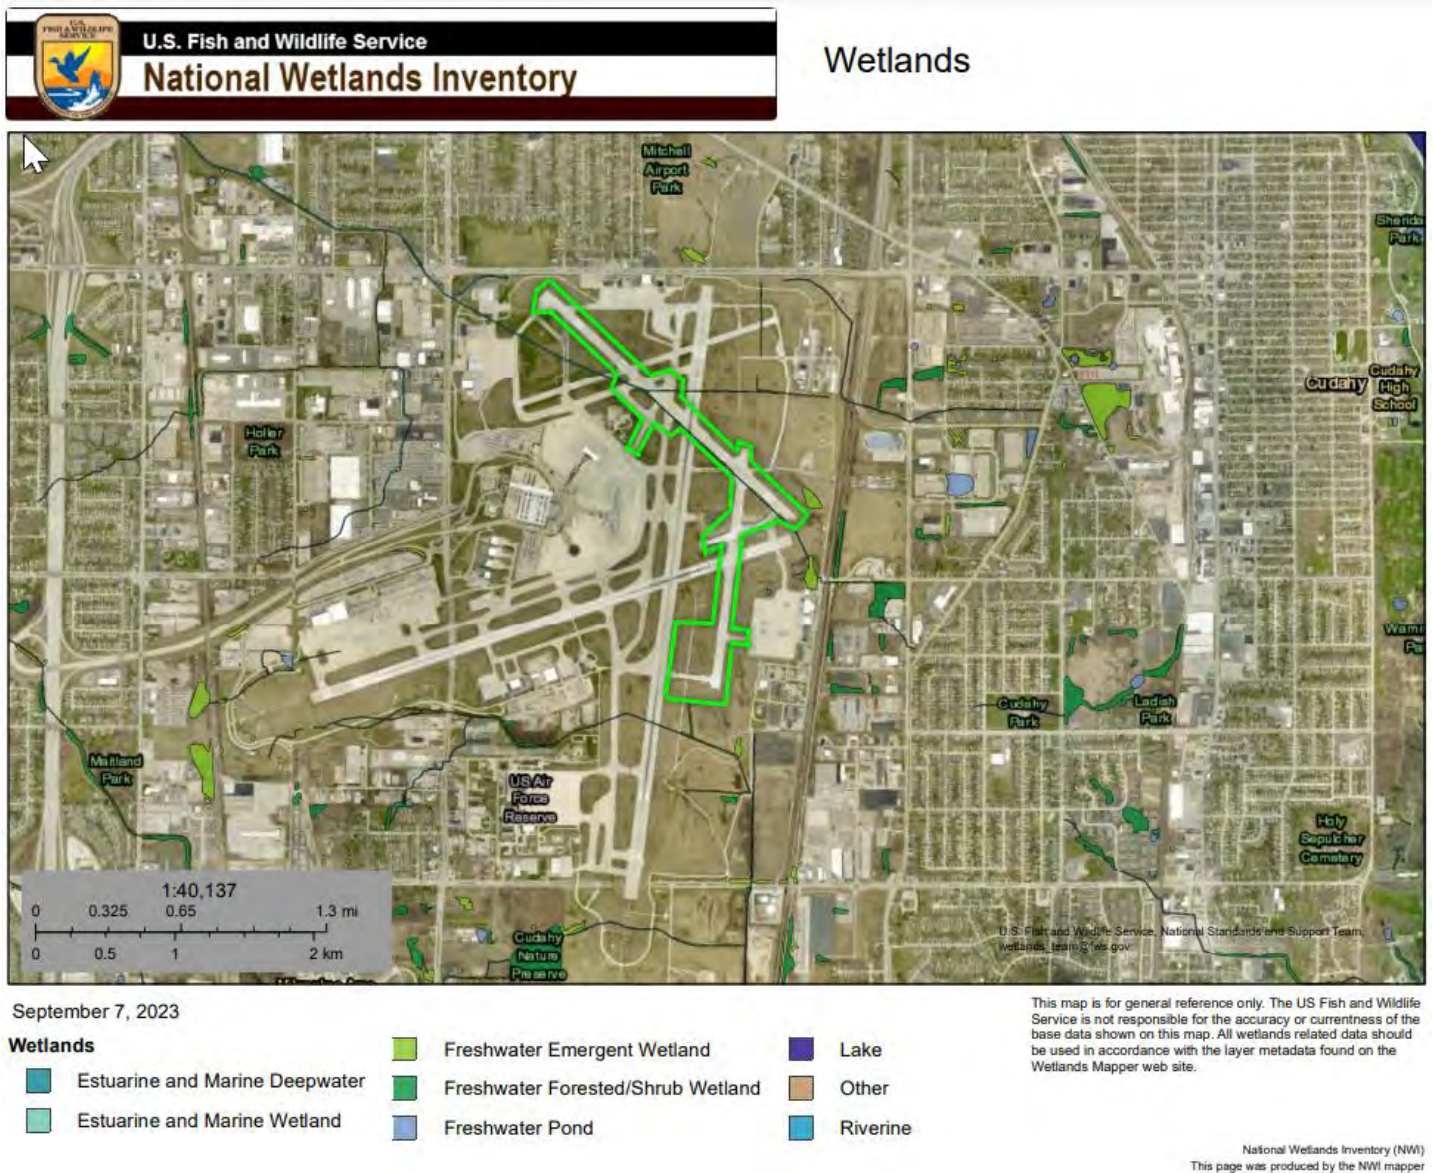 U.S.
FISH & WILDLIFE
SERVICE
U.S. Fish and Wildlife Service
National Wetlands Inventory
Wetlands
Mitchell
Airport
Park
Park
Holler
Park
Cudahy
Cudahy
High
School
Cudahy
Park
Ladish
Park
Maitland
Park
US Air
Force
Reserve
Holy
Sepulcher
Cemetery
Cudahy
Nature
Preserve
1:40,137
0 0.325 0.65 1.3 mi
0 0.5 1 2 km
U.S. Fish and Wildlife Service, National Standards and Support Team,
wetlands_team@fws.gov
September 7, 2023
This map is for general reference only. The US Fish and Wildlife
Service is not responsible for the accuracy or currentness of the
base data shown on this map. All wetlands related data should
be used in accordance with the layer metadata found on the
Wetlands Mapper web site.
Wetlands
Estuarine and Marine Deepwater
Estuarine and Marine Wetland
Freshwater Emergent Wetland
Freshwater Forested/Shrub Wetland
Freshwater Pond
Lake
Other
Riverine
National Wetlands Inventory (NWI)
This page was produced by the NWI mapper